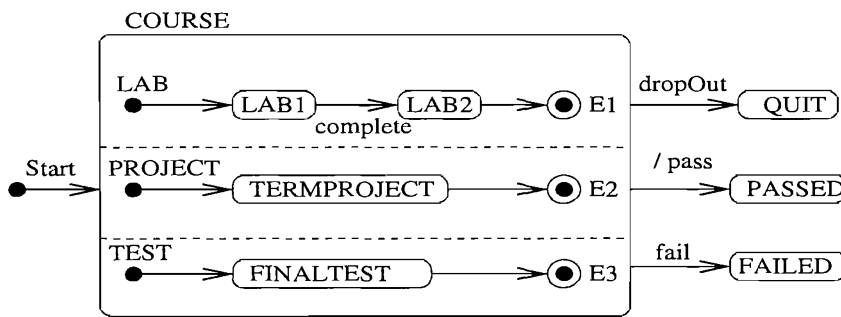 COURSE
LAB
LAB1
complete
LAB2
E1
dropOut
QUIT
Start
PROJECT
TERMPROJECT
E2
/ pass
PASSED
TEST
FINALTEST
E3
fail
FAILED